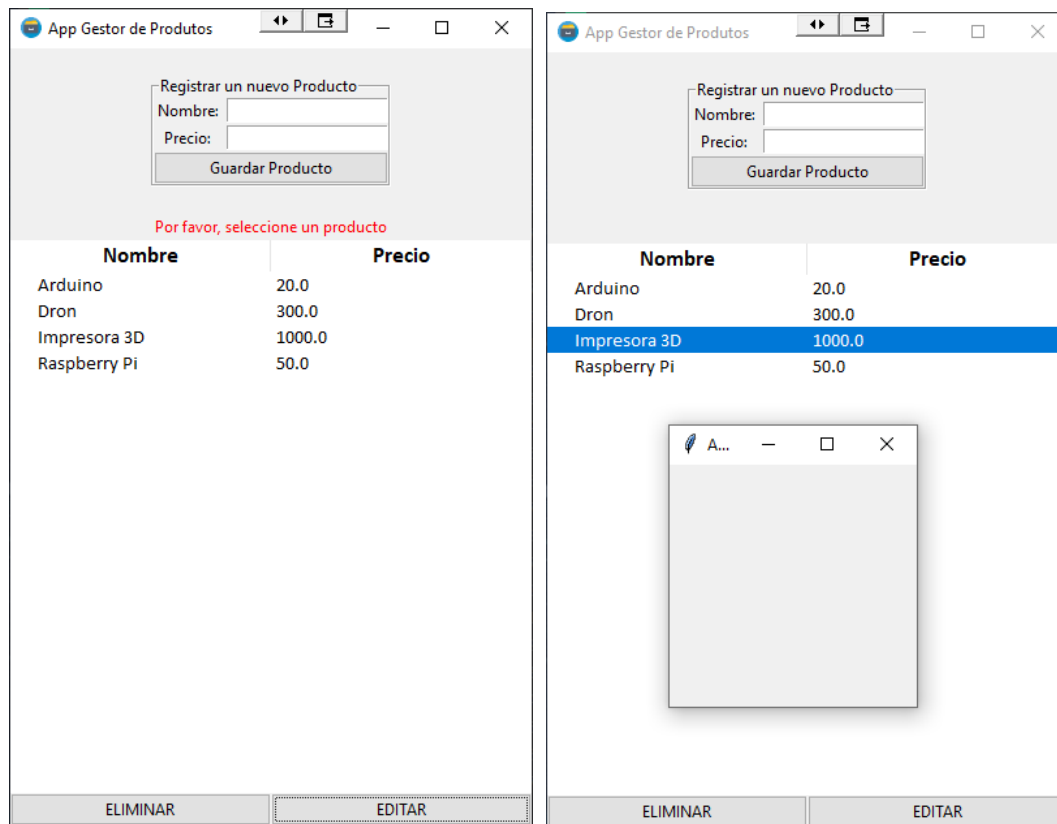 App Gestor de Produtos
Registrar un nuevo Producto
Nombre:
Precio:
Guardar Producto
Por favor, seleccione un producto
Nombre Precio
Arduino 20.0
Dron 300.0
Impresora 3D 1000.0
Raspberry Pi 50.0
ELIMINAR EDITAR
App Gestor de Produtos
Registrar un nuevo Producto
Nombre:
Precio:
Guardar Producto
Nombre Precio
Arduino 20.0
Dron 300.0
Impresora 3D 1000.0
Raspberry Pi 50.0
A...
ELIMINAR EDITAR